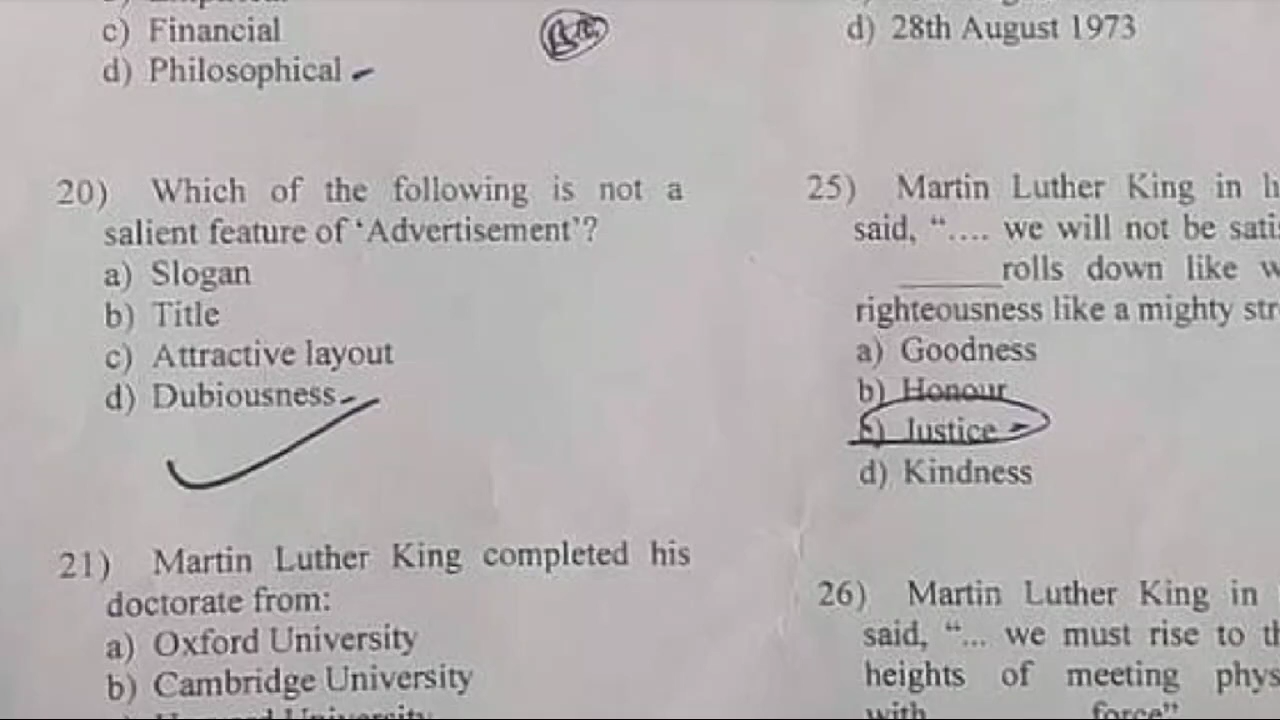 c) Financial
d) Philosophical
20) Which of the following is not a
salient feature of ‘Advertisement’?
a) Slogan
b) Title
c) Attractive layout
d) Dubiousness
21) Martin Luther King completed his
doctorate from:
a) Oxford University
b) Cambridge University
d) 28th August 1973
25) Martin Luther King in
said, “.... we will not be
______rolls down like
righteousness like a mighty
a) Goodness
b) Honour
c) Justice
d) Kindness
26) Martin Luther King in
said, “... we must rise to
heights of meeting
with force”